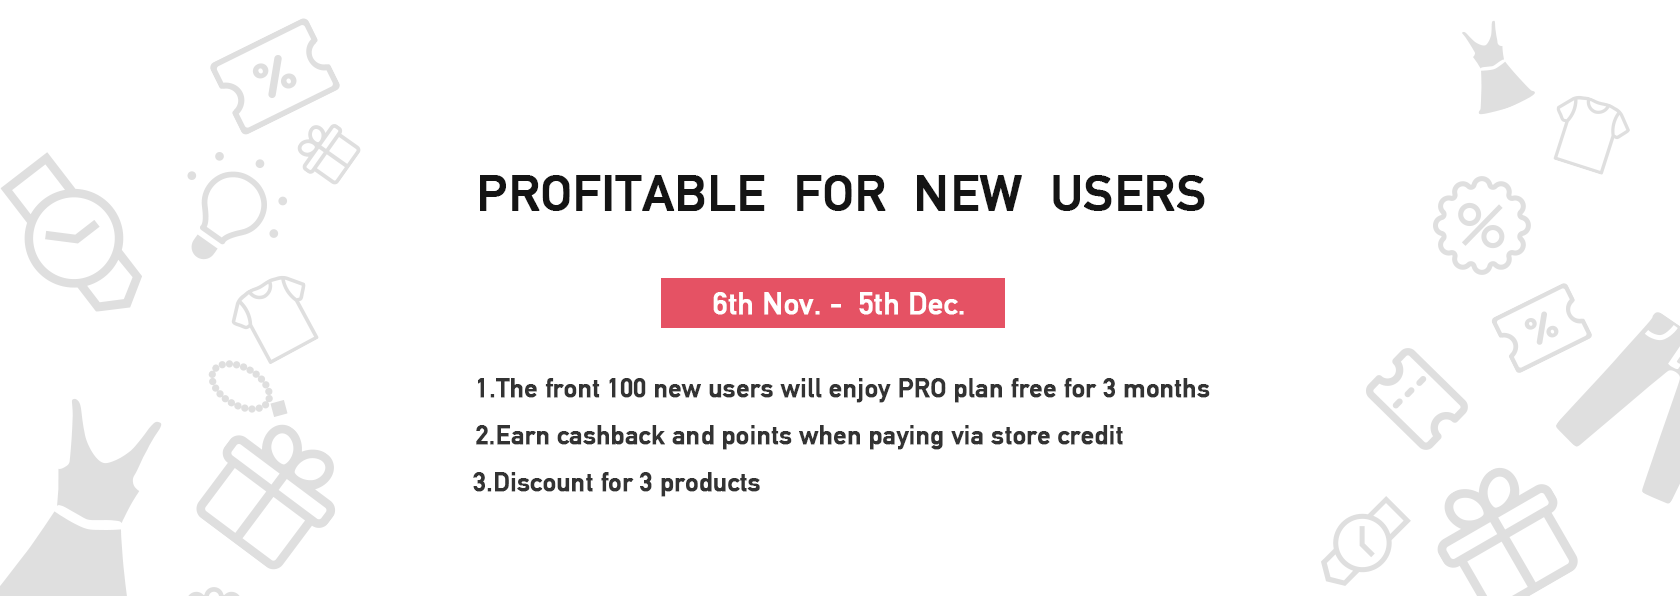 PROFITABLE FOR NEW USERS
6th Nov. - 5th Dec.
1.The front 100 new users will enjoy PRO plan free for 3 months
2.Earn cashback and points when paying via store credit
3.Discount for 3 products